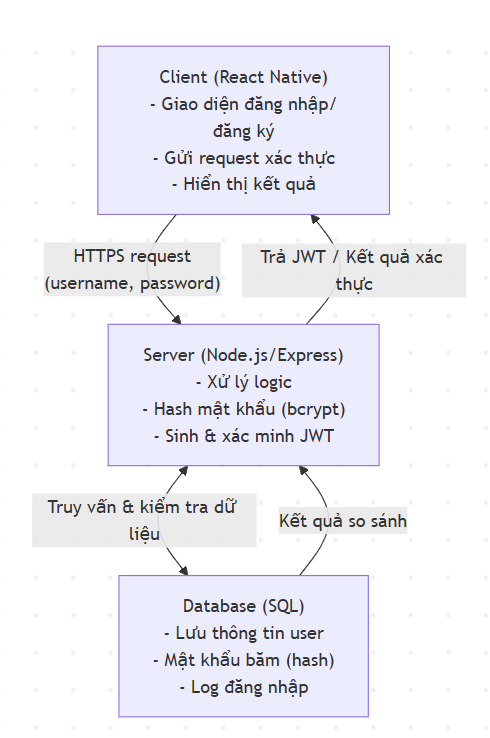 Client (React Native)
- Giao diện đăng nhập/
đăng ký
- Gửi request xác thực
- Hiển thị kết quả
HTTPS request
(username, password)
Trả JWT / Kết quả xác
thực
Server (Node.js/Express)
- Xử lý logic
- Hash mật khẩu (bcrypt)
- Sinh & xác minh JWT
Truy vấn & kiểm tra dữ
liệu
Kết quả so sánh
Database (SQL)
- Lưu thông tin user
- Mật khẩu băm (hash)
- Log đăng nhập